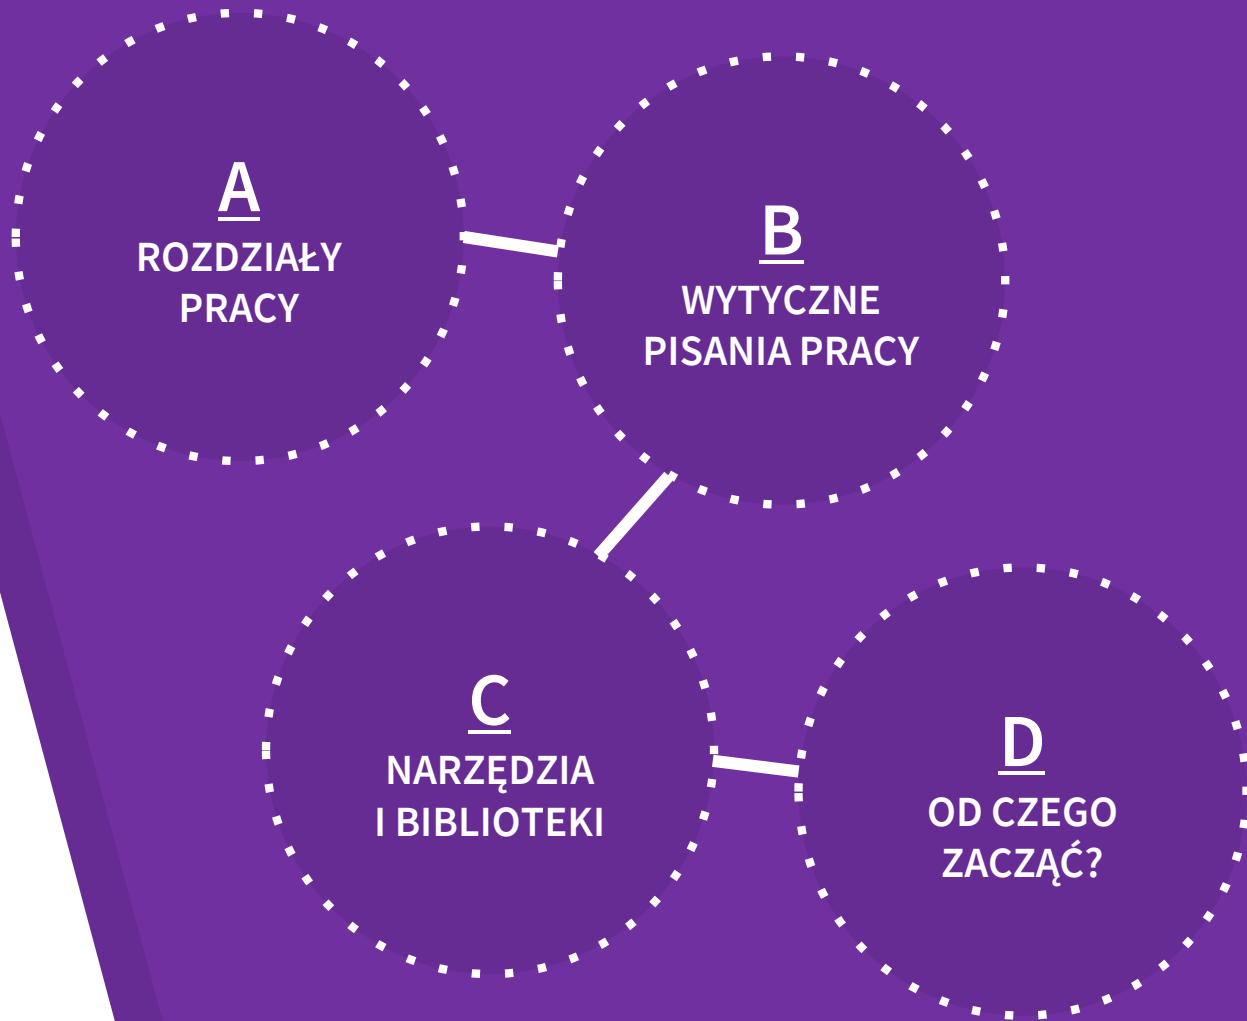 A
ROZDZIAŁY
PRACY
B
WYTYCZNE
PISANIA PRACY
C
NARZĘDZIA
I BIBLIOTEKI
D
OD CZEGO
ZACZĄĆ?